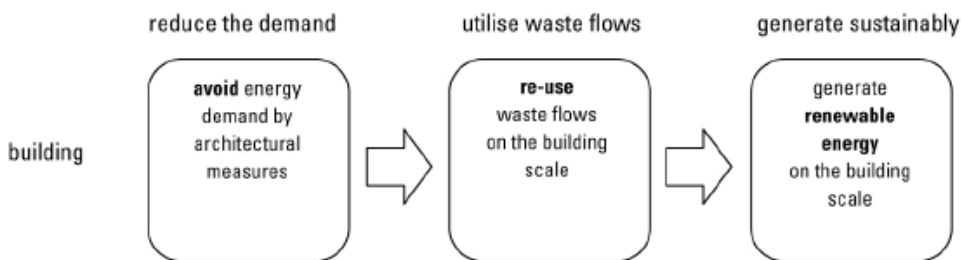 reduce the demand
utilise waste flows
generate sustainably
building
avoid energy
demand by
architectural
measures
re-use
waste flows
on the building
scale
generate
renewable
energy
on the building
scale